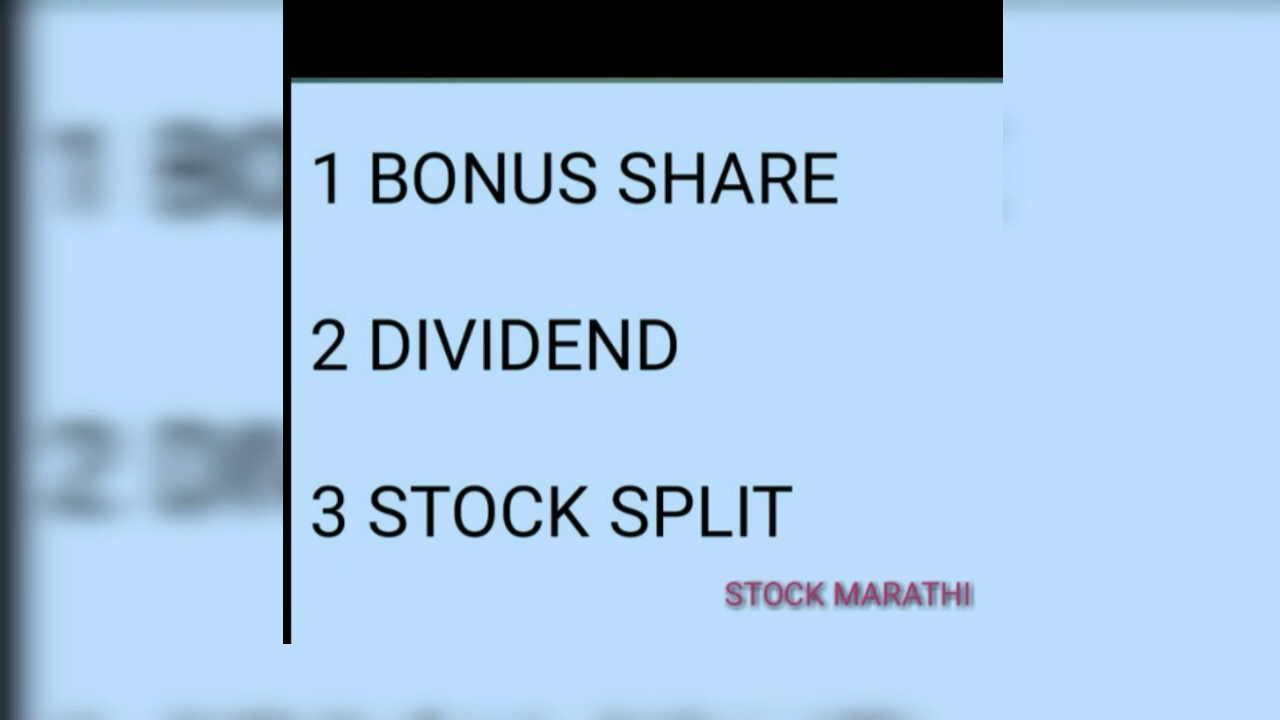 1 BONUS SHARE
2 DIVIDEND
3 STOCK SPLIT
STOCK MARATHI